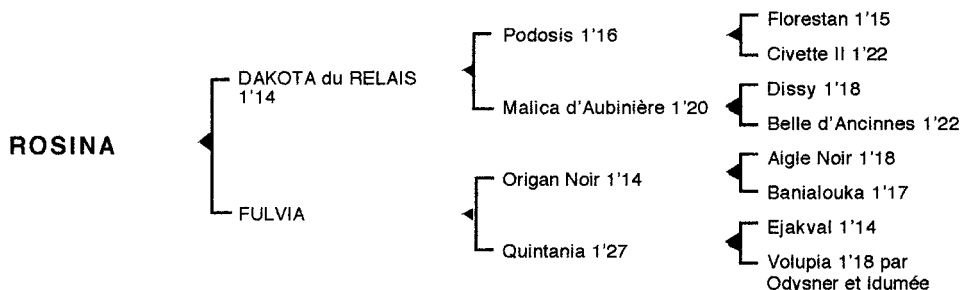 ROSINA
DAKOTA du RELAIS
1'14
FULVIA
Podosis 1'16
Malica d'Aubinière 1'20
Origan Noir 1'14
Quintania 1'27
Florestan 1'15
Civette II 1'22
Dissy 1'18
Belle d'Ancinnes 1'22
Aigle Noir 1'18
Banialouka 1'17
Ejakval 1'14
Volupia 1'18 par
Odysner et Idumée